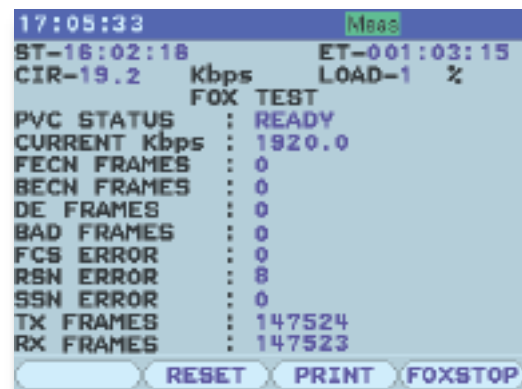 17:05:33 Meas
ST-16:02:18 ET-001:03:15
CIR-19.2 Kbps LOAD-1 %
FOX TEST
PVC STATUS : READY
CURRENT Kbps : 1920.0
FECN FRAMES : 0
BECN FRAMES : 0
DE FRAMES : 0
BAD FRAMES : 0
FCS ERROR : 0
RSN ERROR : 8
SSN ERROR : 0
TX FRAMES : 147524
RX FRAMES : 147523
RESET PRINT FOXSTOP